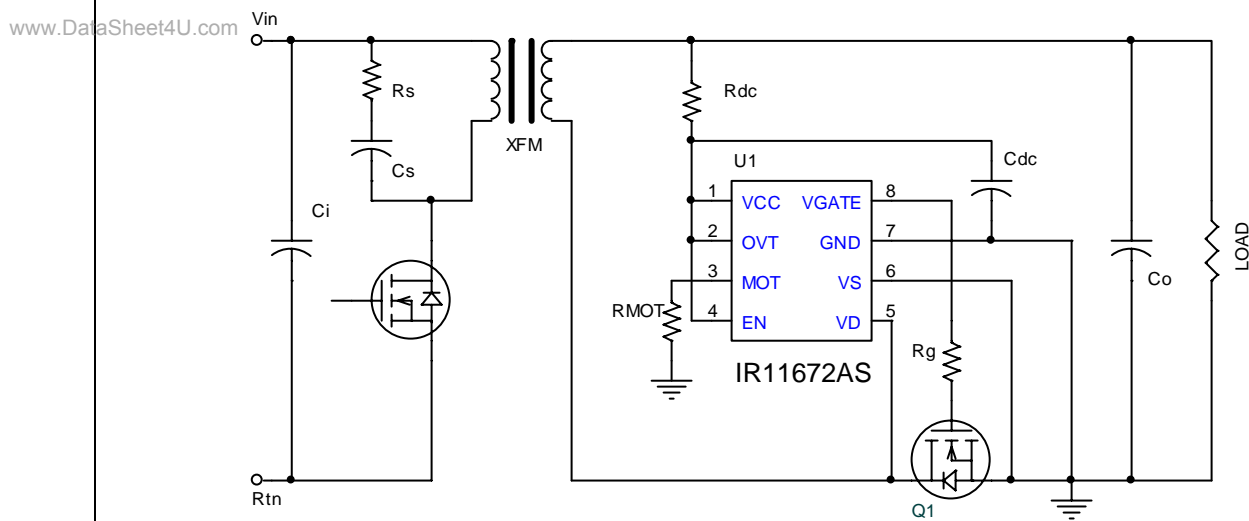 www.DataSheet4U.com
Vin
Rs
Rdc
XFM
Cs
Cdc
U1
Ci
1 VCC VGATE 8
2 OVT GND 7
3 MOT VS 6
4 EN VD 5
RMOT
Rg
Co
LOAD
IR11672AS
Rtn
Q1